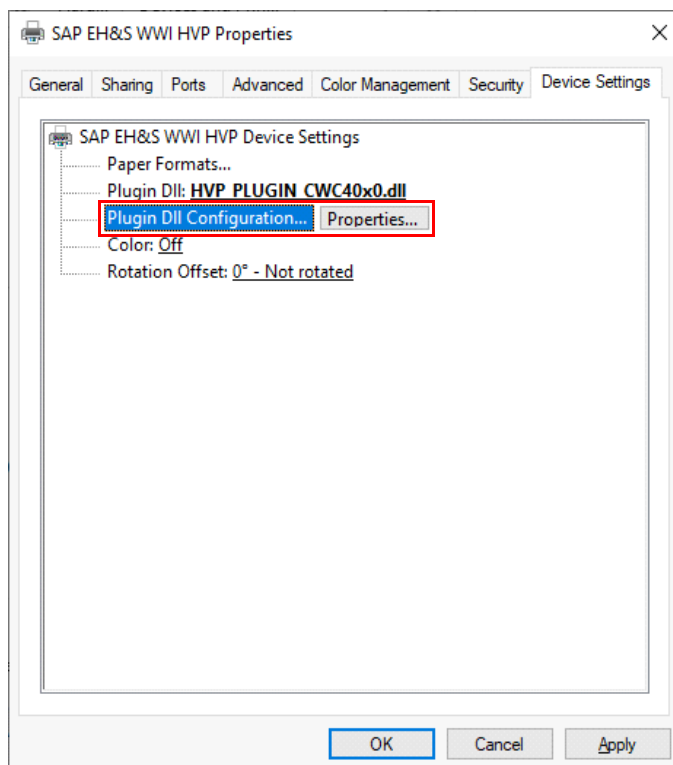 SAP EH&S WWI HVP Properties
General Sharing Ports Advanced Color Management Security Device Settings
SAP EH&S WWI HVP Device Settings
Paper Formats...
Plugin Dll: HVP_PLUGIN_CWC40x0.dll
Plugin Dll Configuration... Properties...
Color: Off
Rotation Offset: 0° - Not rotated
OK Cancel Apply